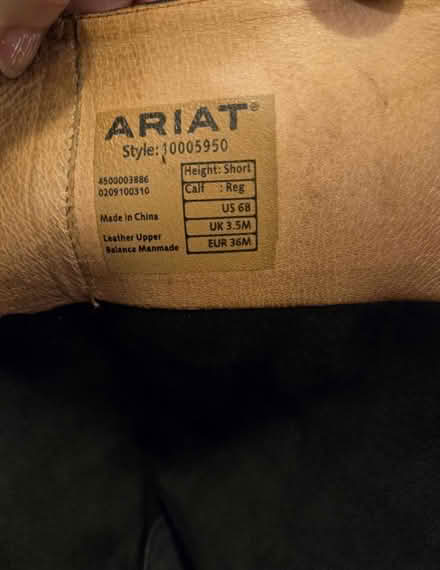 ARIAT®
Style: 10005950
4500003886
0209100310
Made in China
Leather Upper
Balance Manmade
Height: Short
Calf : Reg
US 6B
UK 3.5M
EUR 36M